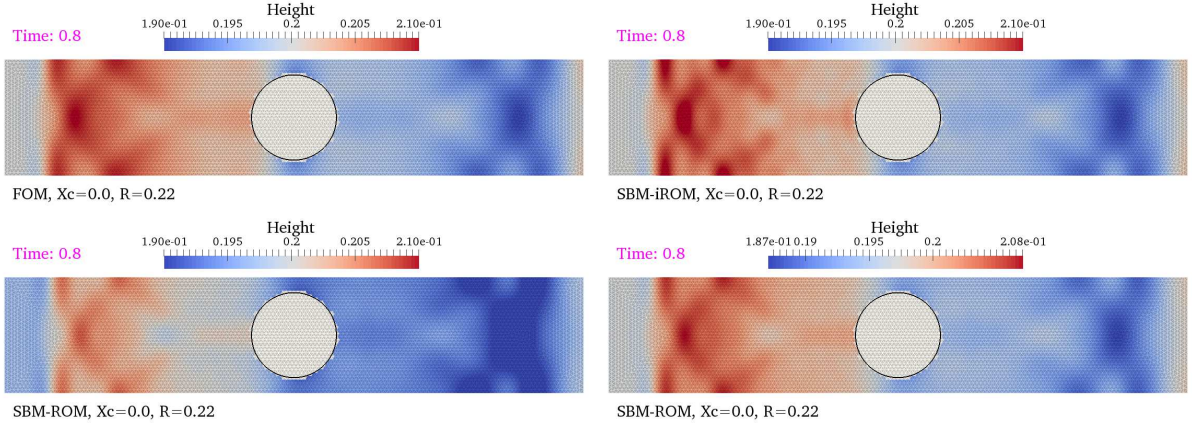 Height
Time: 0.8
1.90e-01 0.195 0.2 0.205 2.10e-01
FOM, Xc=0.0, R=0.22
Height
Time: 0.8
1.90e-01 0.195 0.2 0.205 2.10e-01
SBM-iROM, Xc=0.0, R=0.22
Height
Time: 0.8
1.90e-01 0.195 0.2 0.205 2.10e-01
SBM-ROM, Xc=0.0, R=0.22
Height
Time: 0.8
1.87e-01 0.19 0.195 0.2 2.08e-01
SBM-ROM, Xc=0.0, R=0.22